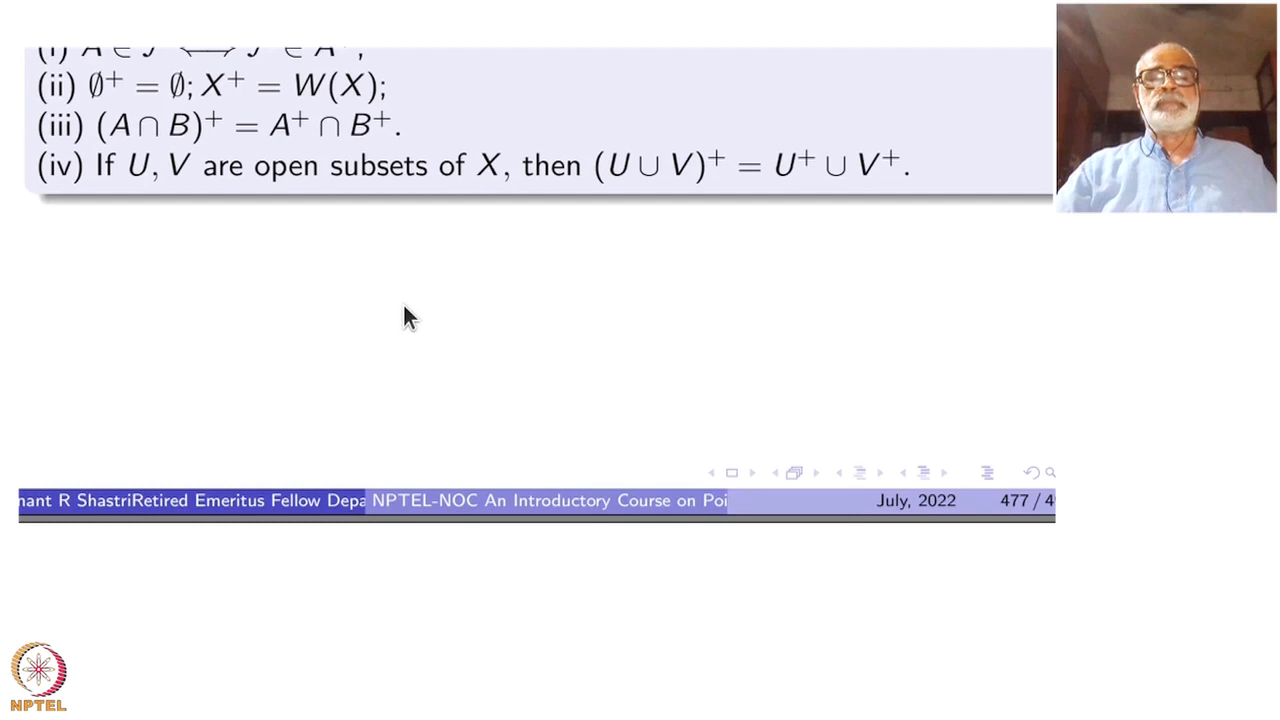 (ii) ∅⁺ = ∅; X⁺ = W(X);
(iii) (A ∩ B)⁺ = A⁺ ∩ B⁺.
(iv) If U, V are open subsets of X, then (U ∪ V)⁺ = U⁺ ∪ V⁺.
nant R ShastriRetired Emeritus Fellow Depa NPTEL-NOC An Introductory Course on Poi July, 2022 477 / 4
NPTEL